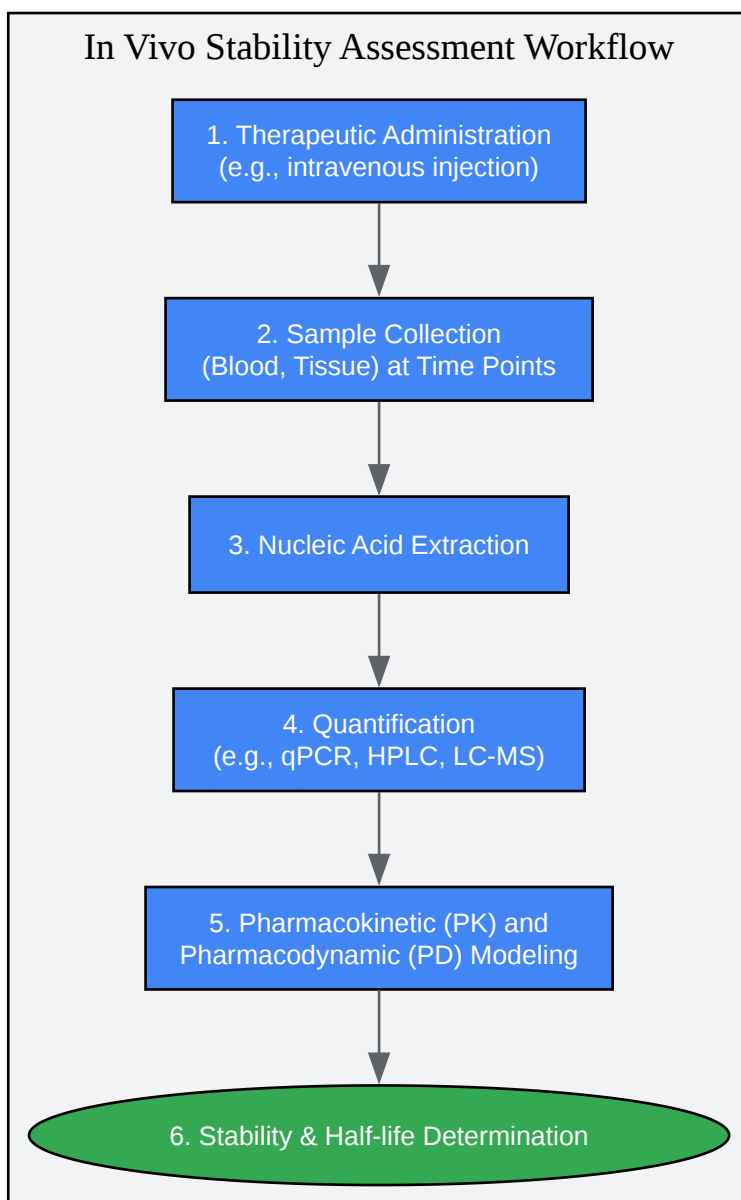 In Vivo Stability Assessment Workflow
1. Therapeutic Administration
(e.g., intravenous injection)
2. Sample Collection
(Blood, Tissue) at Time Points
3. Nucleic Acid Extraction
4. Quantification
(e.g., qPCR, HPLC, LC-MS)
5. Pharmacokinetic (PK) and
Pharmacodynamic (PD) Modeling
6. Stability & Half-life Determination